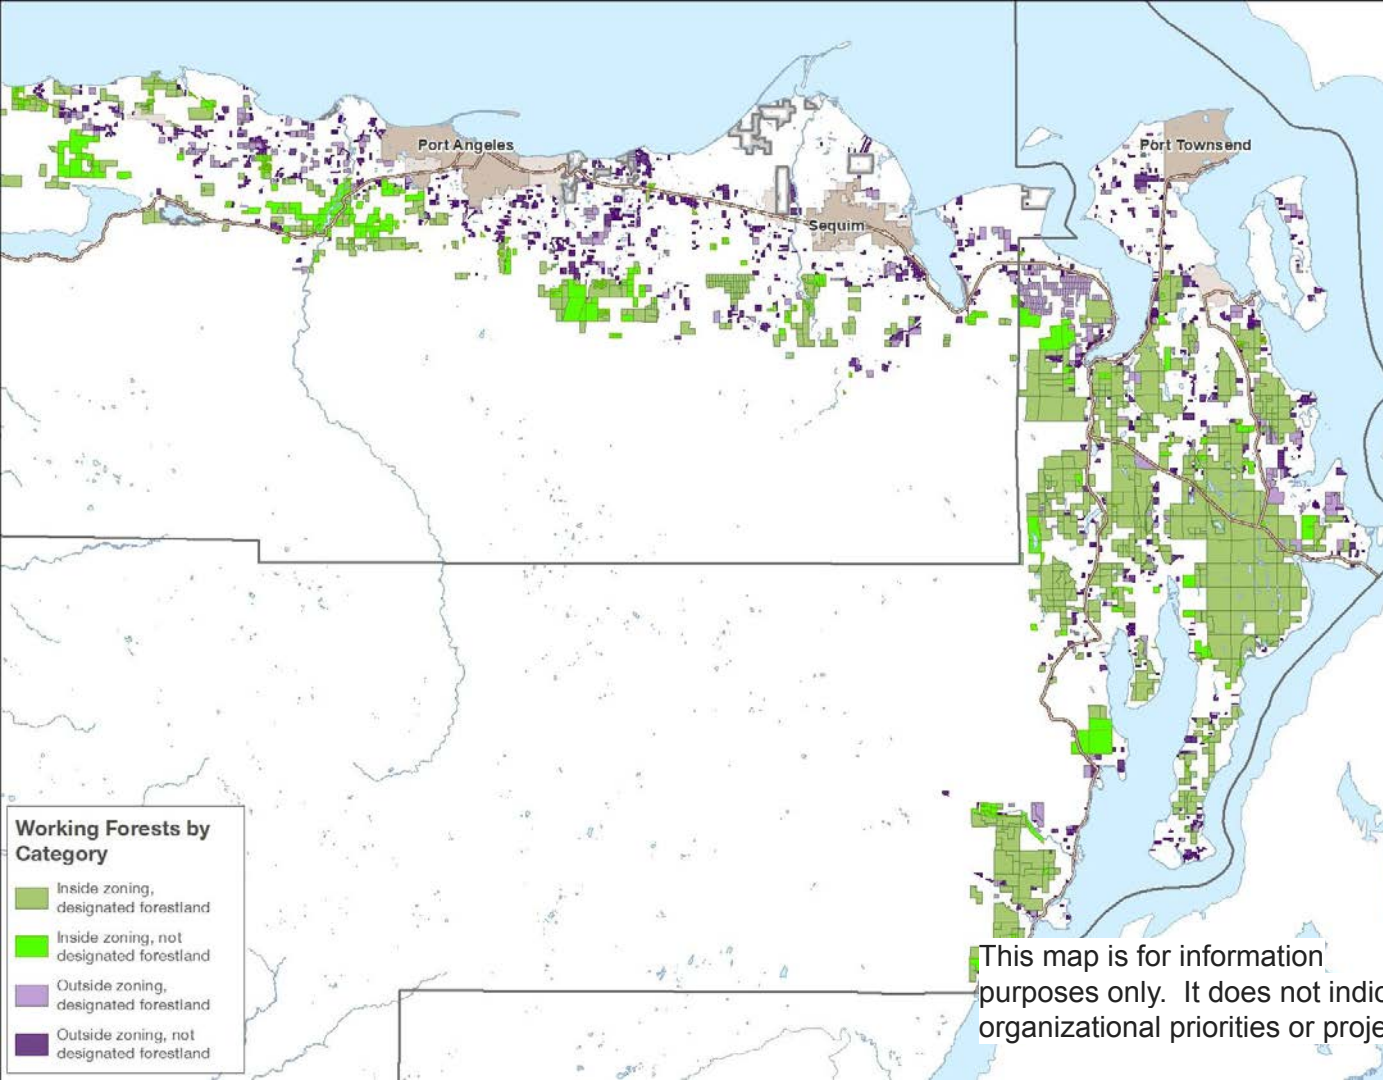 Port Angeles
Port Townsend
Sequim
Working Forests by
Category
Inside zoning,
designated forestland
Inside zoning, not
designated forestland
Outside zoning,
designated forestland
Outside zoning, not
designated forestland
This map is for information
purposes only.  It does not indic
organizational priorities or proje